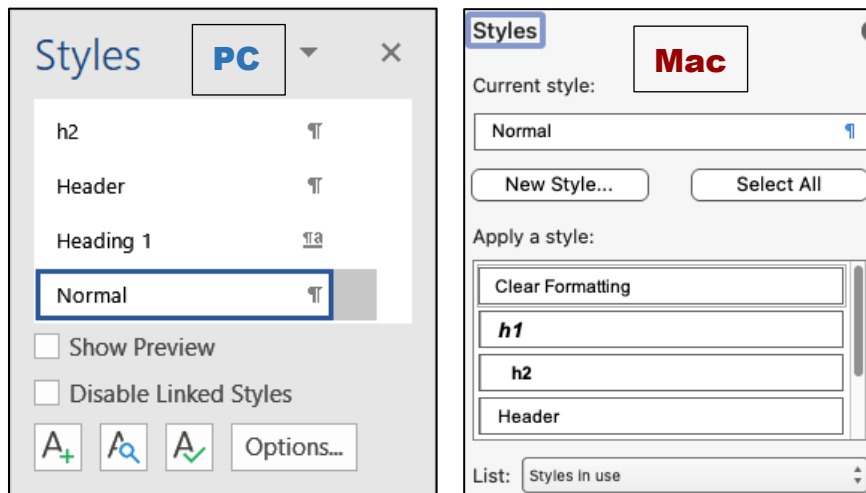 Styles
PC
h2
Header
Heading 1
Normal
Show Preview
Disable Linked Styles
Options...
Styles
Mac
Current style:
Normal
New Style...
Select All
Apply a style:
Clear Formatting
h1
h2
Header
List: Styles in use